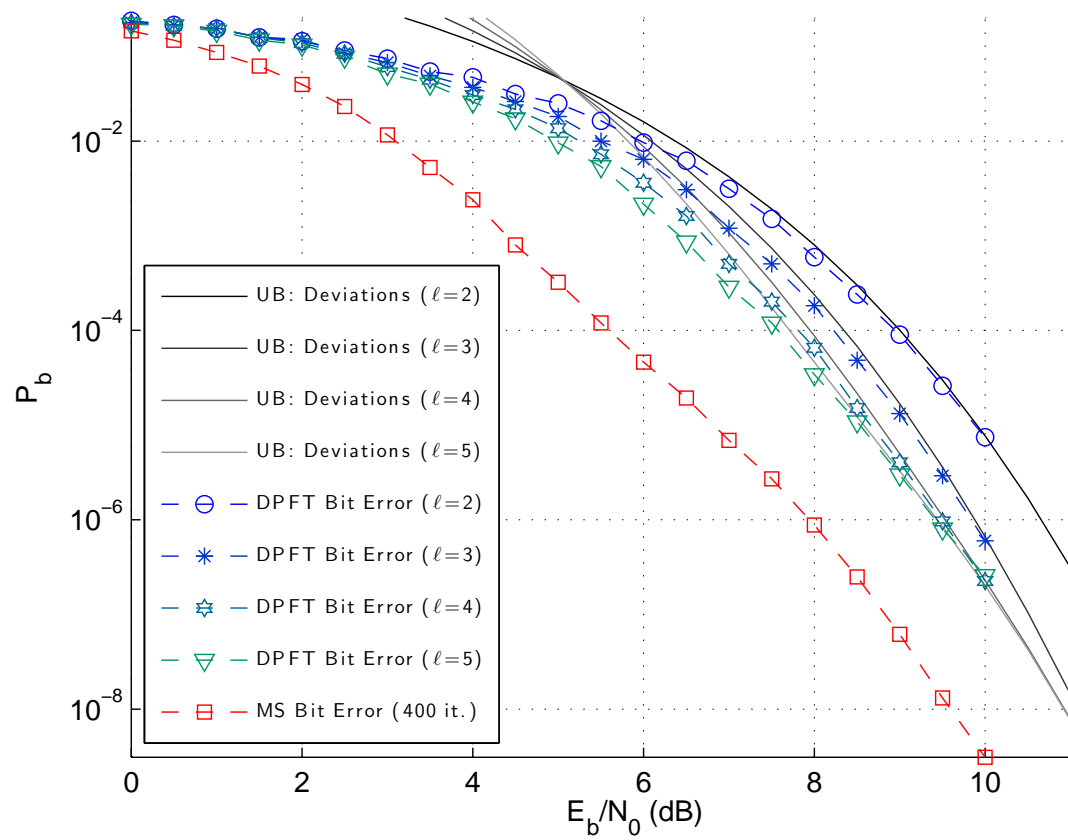 10^−2
10^−4
10^−6
10^−8
P_b
UB: Deviations (ℓ=2)
UB: Deviations (ℓ=3)
UB: Deviations (ℓ=4)
UB: Deviations (ℓ=5)
DPFT Bit Error (ℓ=2)
DPFT Bit Error (ℓ=3)
DPFT Bit Error (ℓ=4)
DPFT Bit Error (ℓ=5)
MS Bit Error (400 it.)
0 2 4 6 8 10
E_b/N_0 (dB)